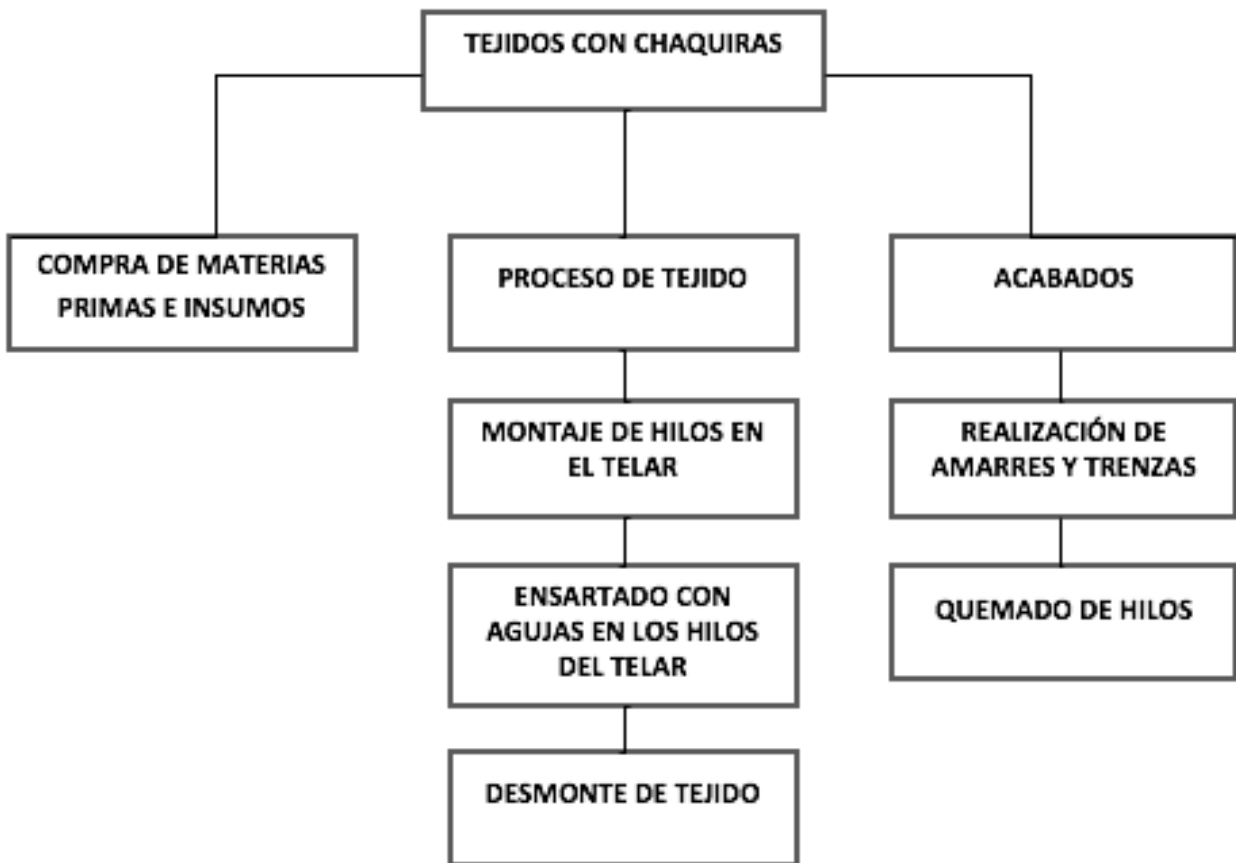 TEJIDOS CON CHAQUIRAS
COMPRA DE MATERIAS
PRIMAS E INSUMOS
PROCESO DE TEJIDO
ACABADOS
MONTAJE DE HILOS EN
EL TELAR
REALIZACIÓN DE
AMARRES Y TRENZAS
ENSARTADO CON
AGUJAS EN LOS HILOS
DEL TELAR
QUEMADO DE HILOS
DESMONTE DE TEJIDO